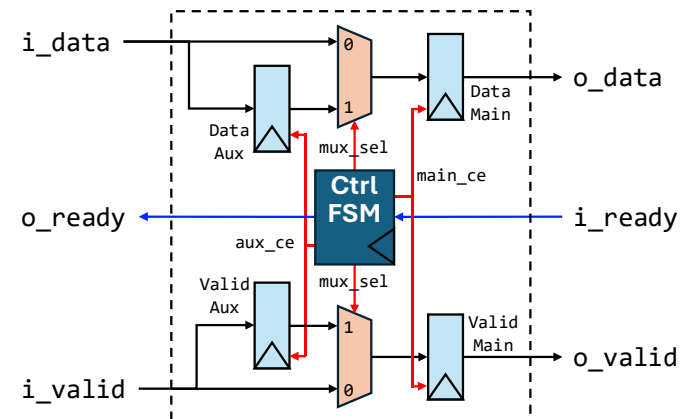 i_data
0
o_data
1
Data
Main
Data
Aux
mux_sel
main_ce
Ctrl
FSM
o_ready
i_ready
aux_ce
mux_sel
Valid
Aux
1
Valid
Main
o_valid
i_valid
0